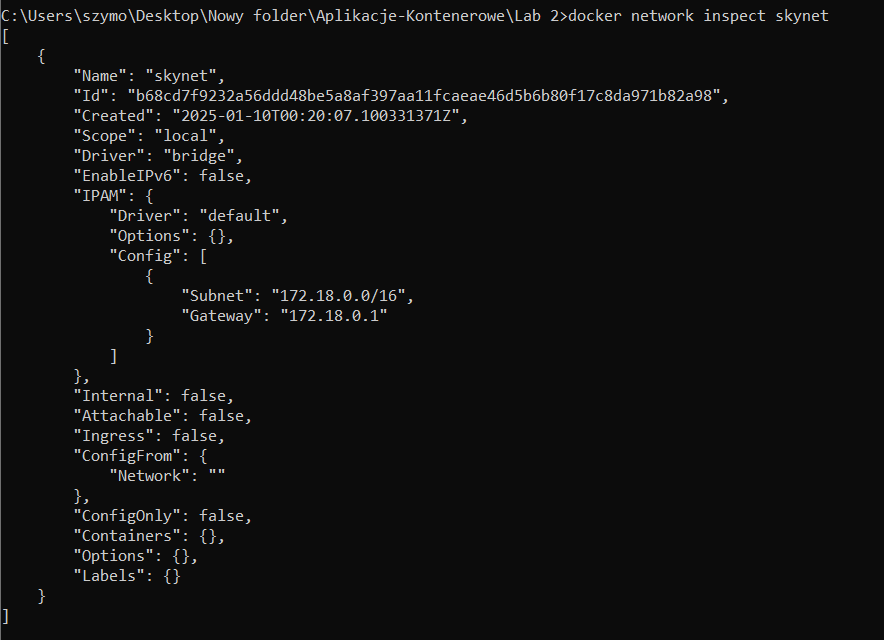 C:\Users\szymo\Desktop\Nowy folder\Aplikacje-Kontenerowe\Lab 2>docker network inspect skynet
[
    {
        "Name": "skynet",
        "Id": "b68cd7f9232a56ddd48be5a8af397aa11fcaeae46d5b6b80f17c8da971b82a98",
        "Created": "2025-01-10T00:20:07.100331371Z",
        "Scope": "local",
        "Driver": "bridge",
        "EnableIPv6": false,
        "IPAM": {
            "Driver": "default",
            "Options": {},
            "Config": [
                {
                    "Subnet": "172.18.0.0/16",
                    "Gateway": "172.18.0.1"
                }
            ]
        },
        "Internal": false,
        "Attachable": false,
        "Ingress": false,
        "ConfigFrom": {
            "Network": ""
        },
        "ConfigOnly": false,
        "Containers": {},
        "Options": {},
        "Labels": {}
    }
]